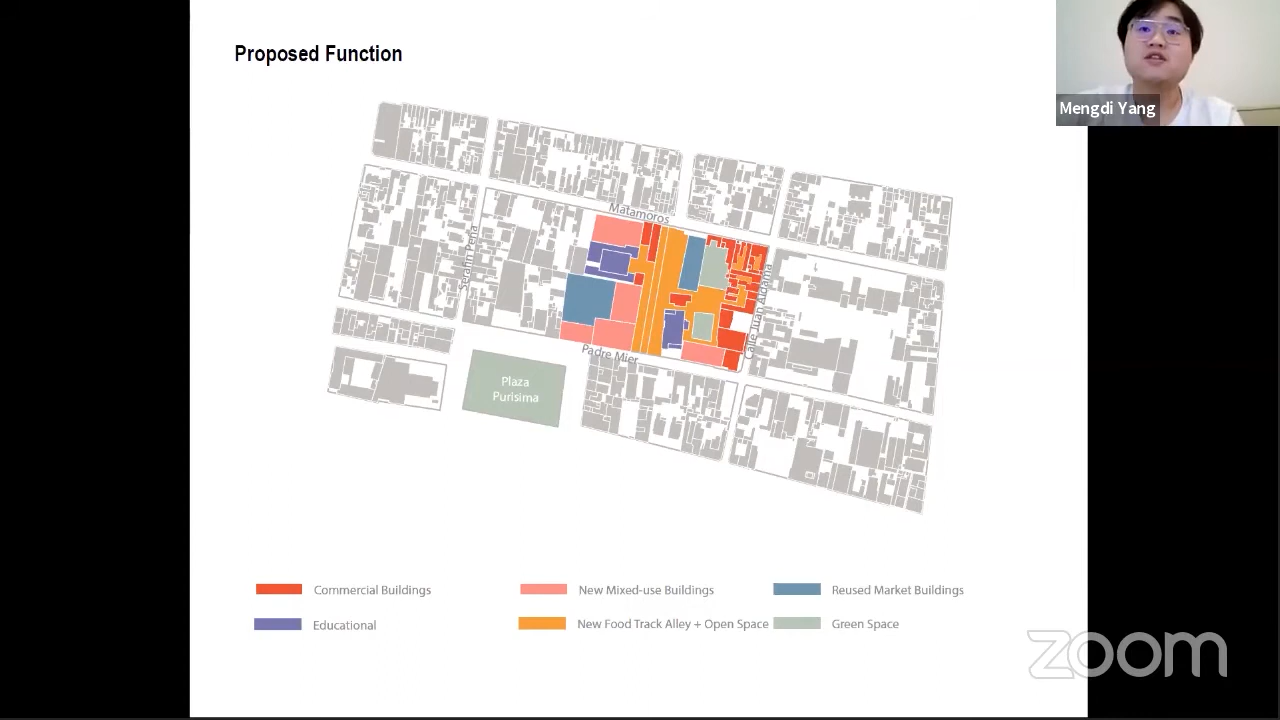 Proposed Function
Mengdi Yang
Matamoros
Serafin Peña
Calle Juan Aldama
Padre Mier
Plaza
Purisima
Commercial Buildings
New Mixed-use Buildings
Reused Market Buildings
Educational
New Food Track Alley + Open Space
Green Space
zoom